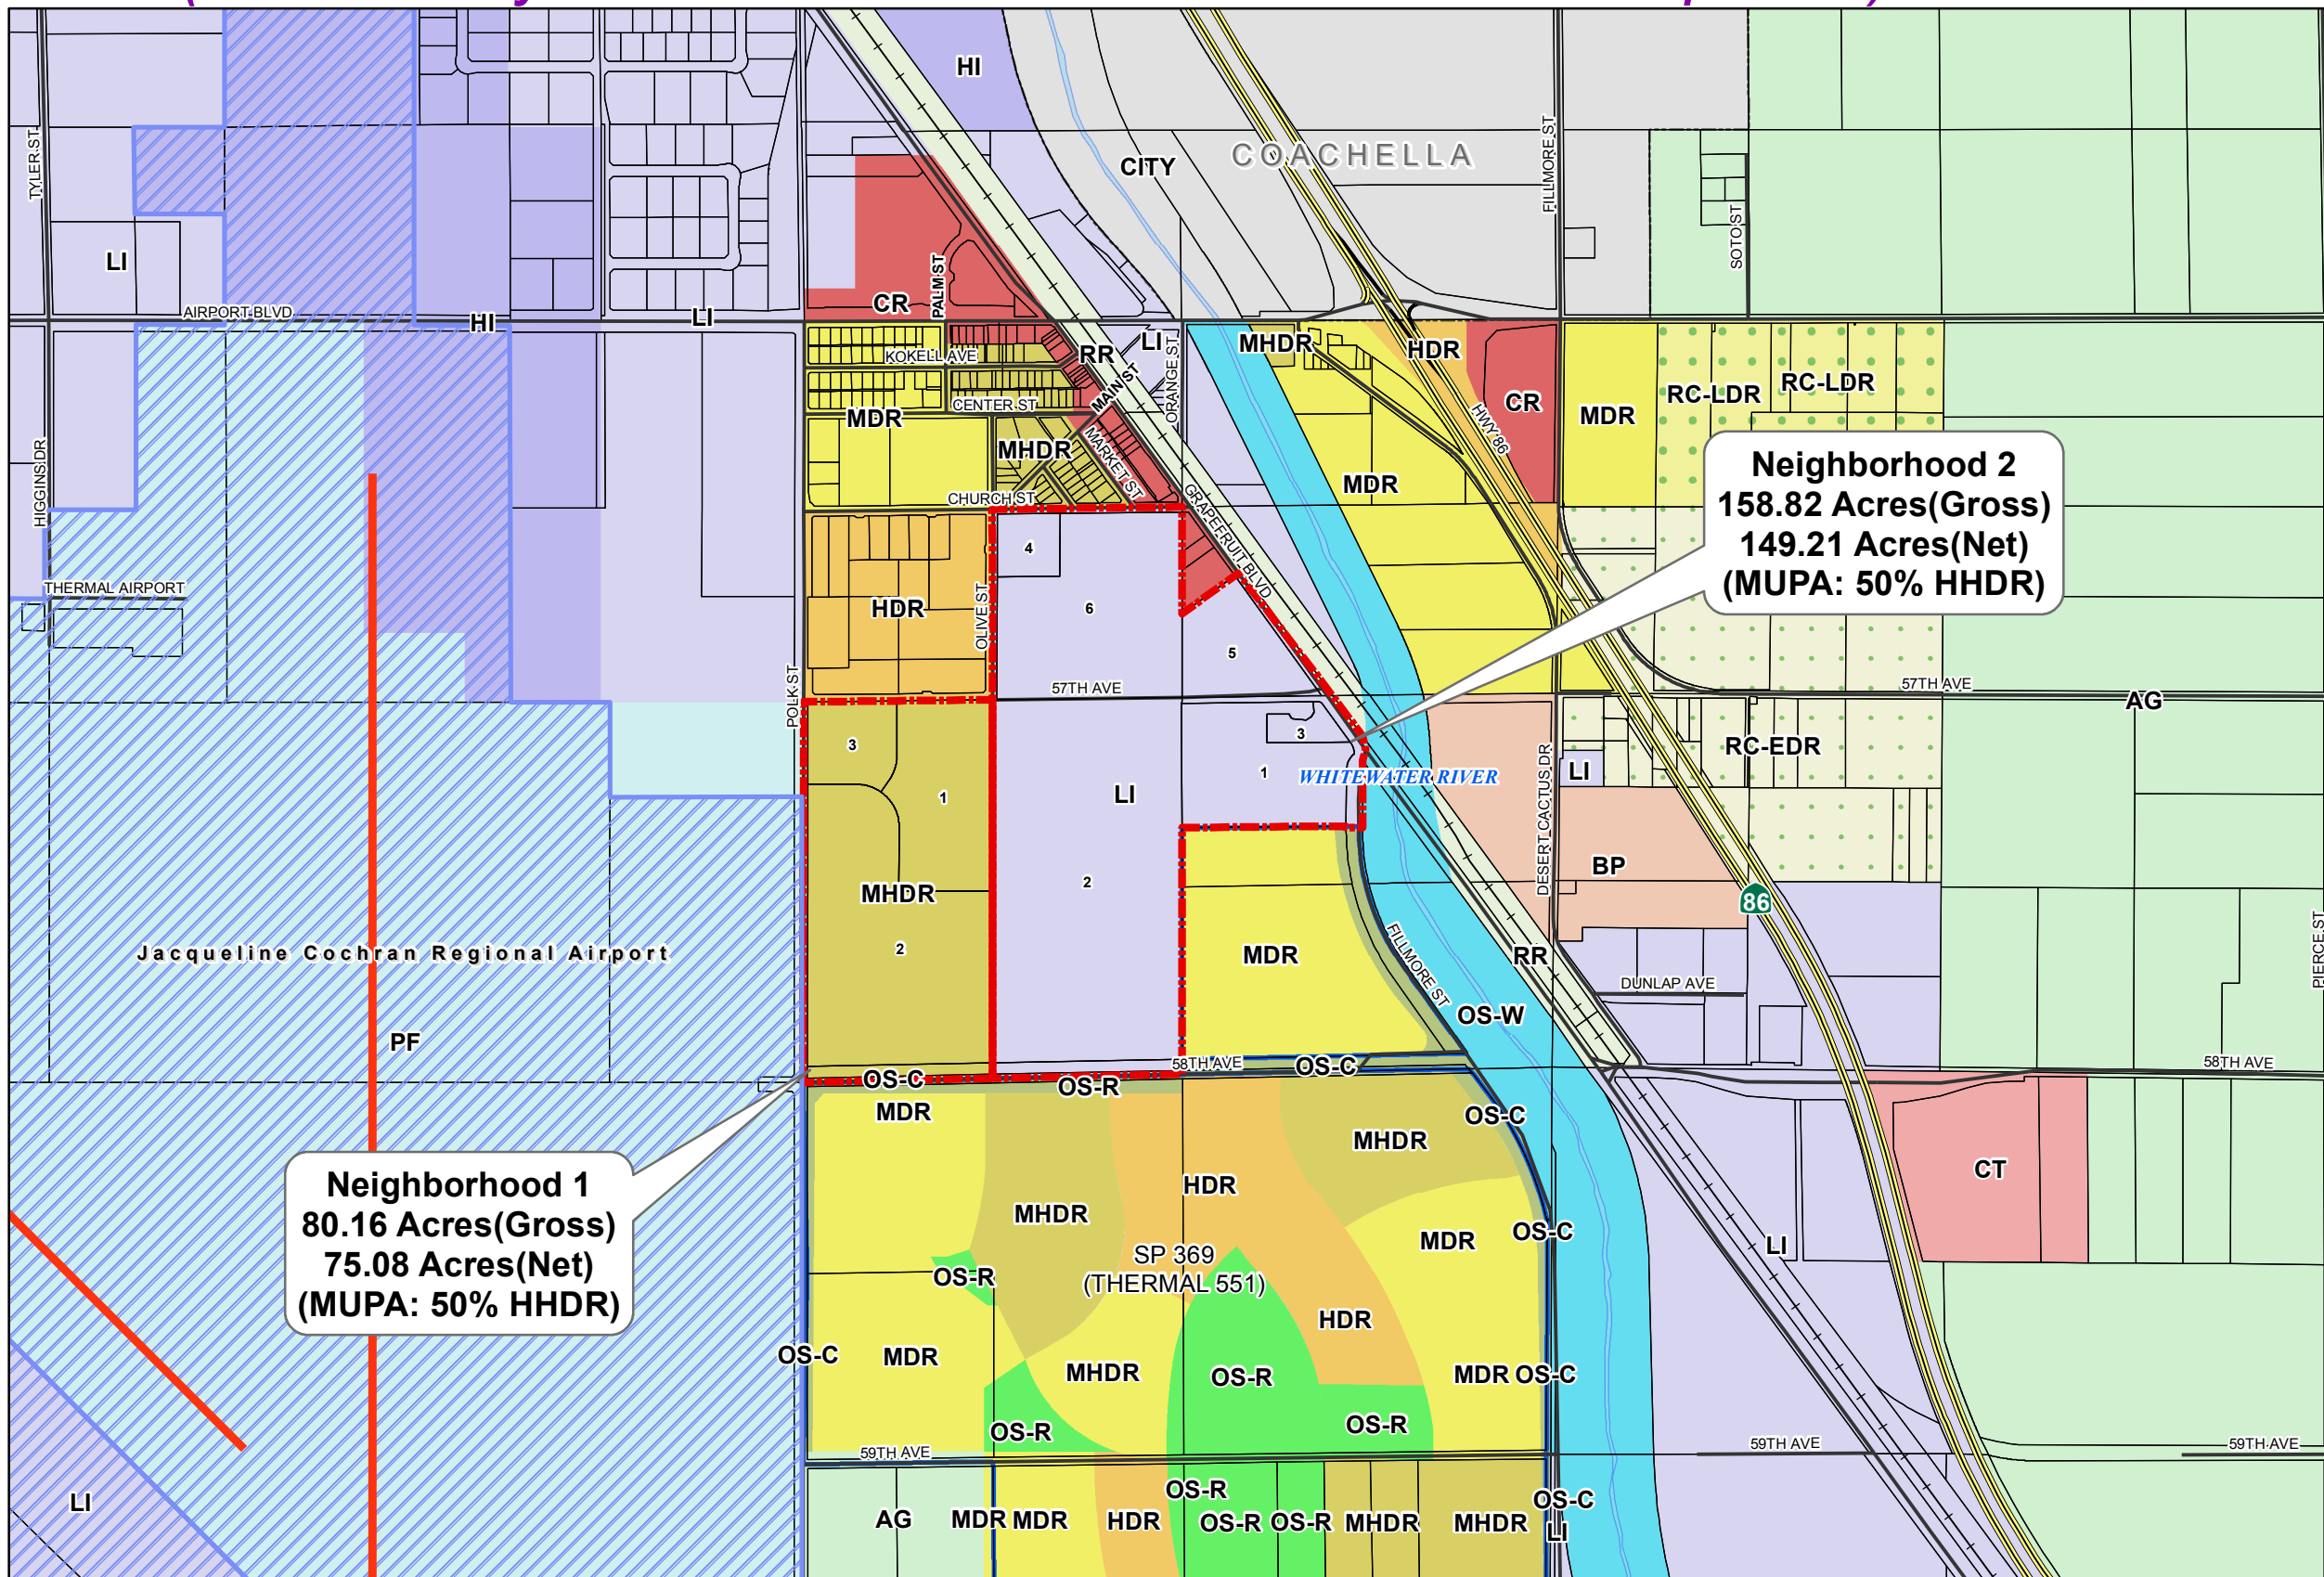 HI
CITY
COACHELLA
TYLER ST
FILLMORE ST
SOTO ST
LI
PALM ST
CR
AIRPORT BLVD
HI
LI
KOKELL AVE
RR
LI
ORANGE ST
MHDR
HDR
CENTER ST
MAIN ST
MDR
MHDR
MARKET ST
CHURCH ST
HIGGINS DR
MDR
HWY 86
CR
MDR
RC-LDR
RC-LDR
Neighborhood 2
158.82 Acres(Gross)
149.21 Acres(Net)
(MUPA: 50% HHDR)
GRAPEFRUIT BLVD
THERMAL AIRPORT
HDR
OLIVE ST
4
6
5
POLK ST
57TH AVE
57TH AVE
AG
3
1
3
1
LI
WHITEWATER RIVER
DESERT CACTUS DR
LI
RC-EDR
BP
86
MHDR
2
2
Jacqueline Cochran Regional Airport
MDR
FILLMORE ST
RR
DUNLAP AVE
PIERCE ST
OS-W
PF
58TH AVE
OS-C
58TH AVE
OS-C
OS-R
MDR
MHDR
OS-C
CT
Neighborhood 1
80.16 Acres(Gross)
75.08 Acres(Net)
(MUPA: 50% HHDR)
MHDR
HDR
MDR
OS-C
LI
SP 369
(THERMAL 551)
OS-R
HDR
OS-C
MDR
MHDR
OS-R
MDR
OS-C
OS-R
OS-R
59TH AVE
59TH AVE
59TH AVE
LI
AG
MDR
MDR
HDR
OS-R
OS-R
OS-R
MHDR
MHDR
OS-C
LI